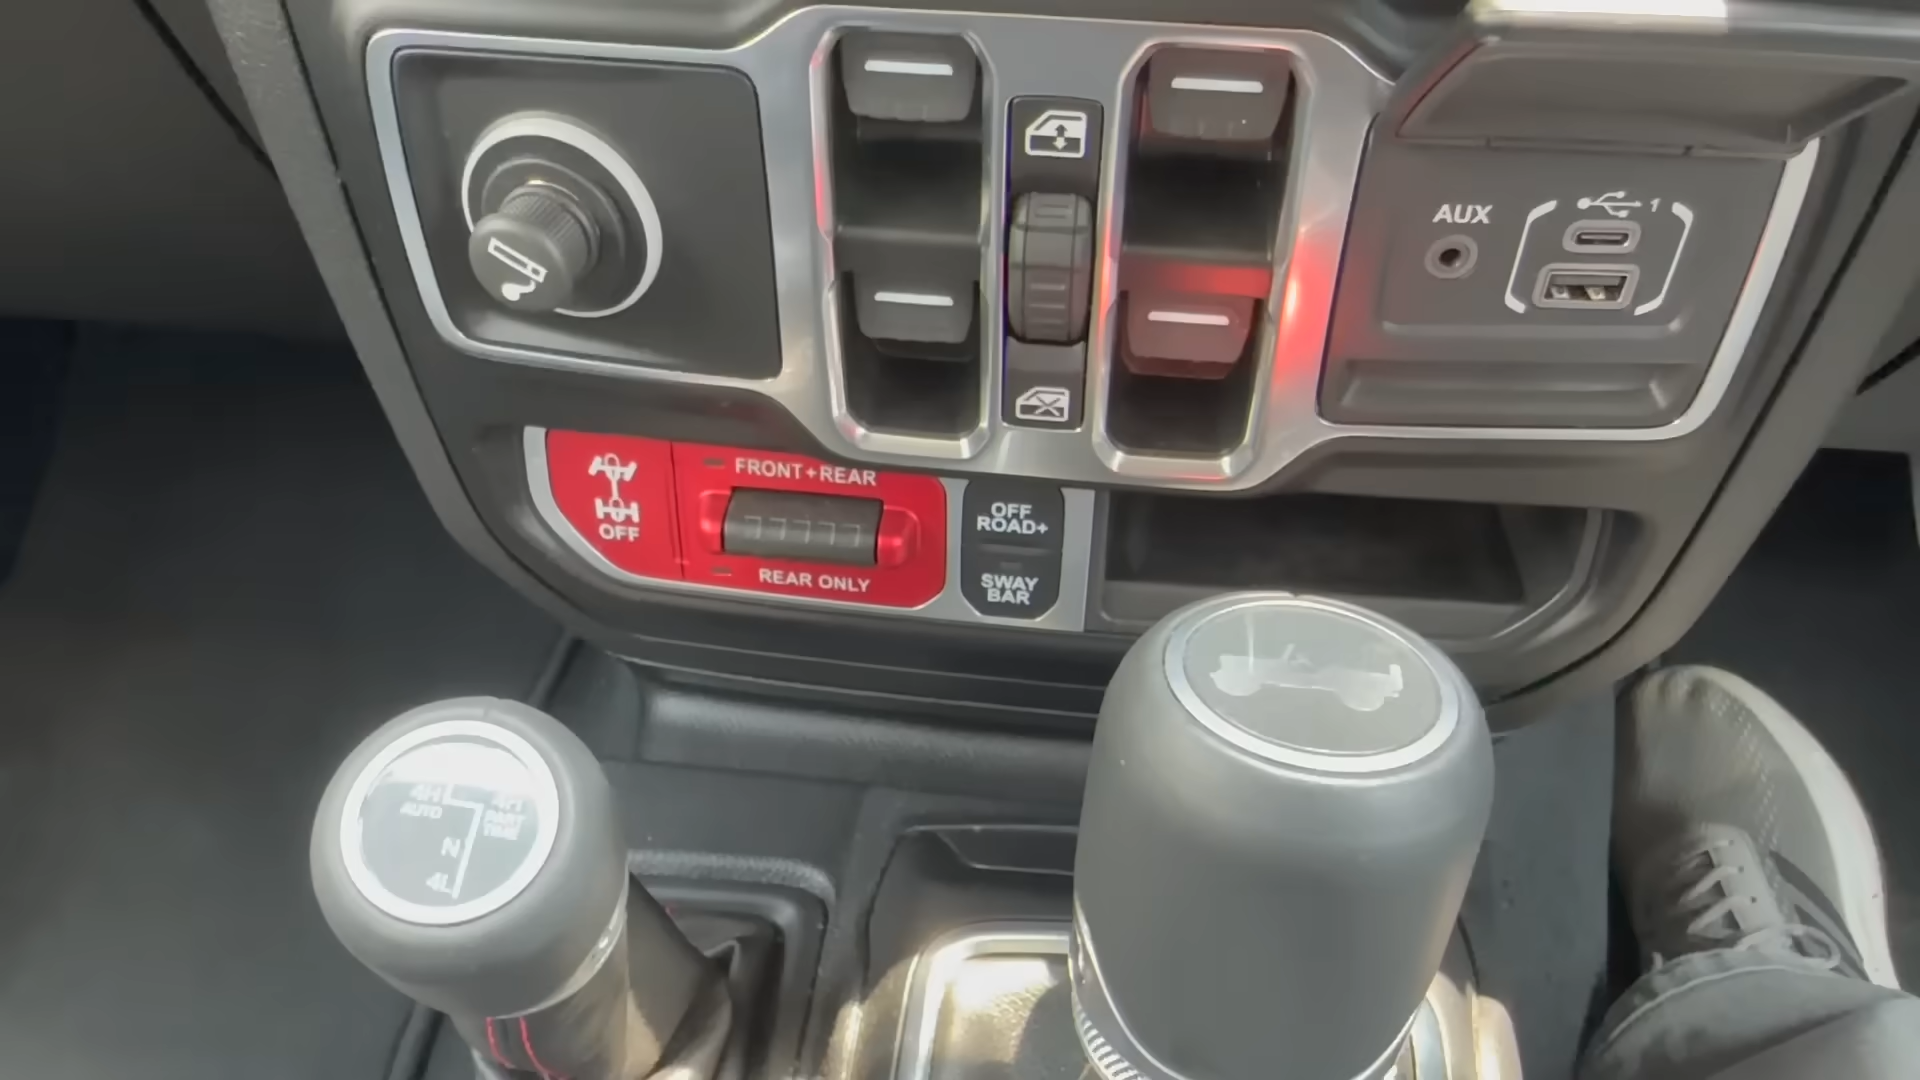 AUX
1
FRONT+REAR
OFF
REAR ONLY
OFF
ROAD+
SWAY
BAR
4H
AUTO
4H
PART
TIME
N
4L